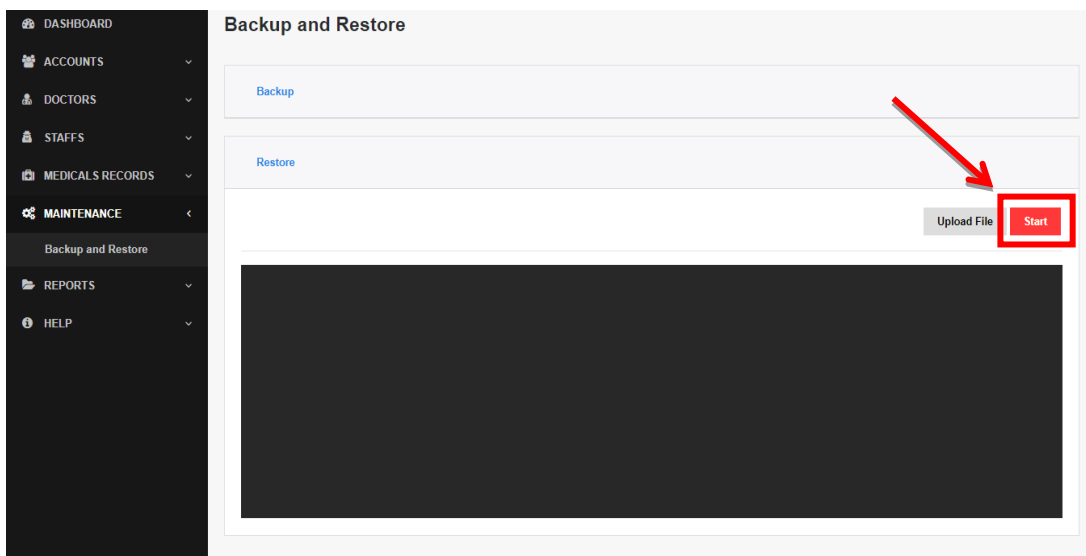 DASHBOARD
ACCOUNTS
DOCTORS
STAFFS
MEDICALS RECORDS
MAINTENANCE
Backup and Restore
REPORTS
HELP
Backup and Restore
Backup
Restore
Upload File
Start